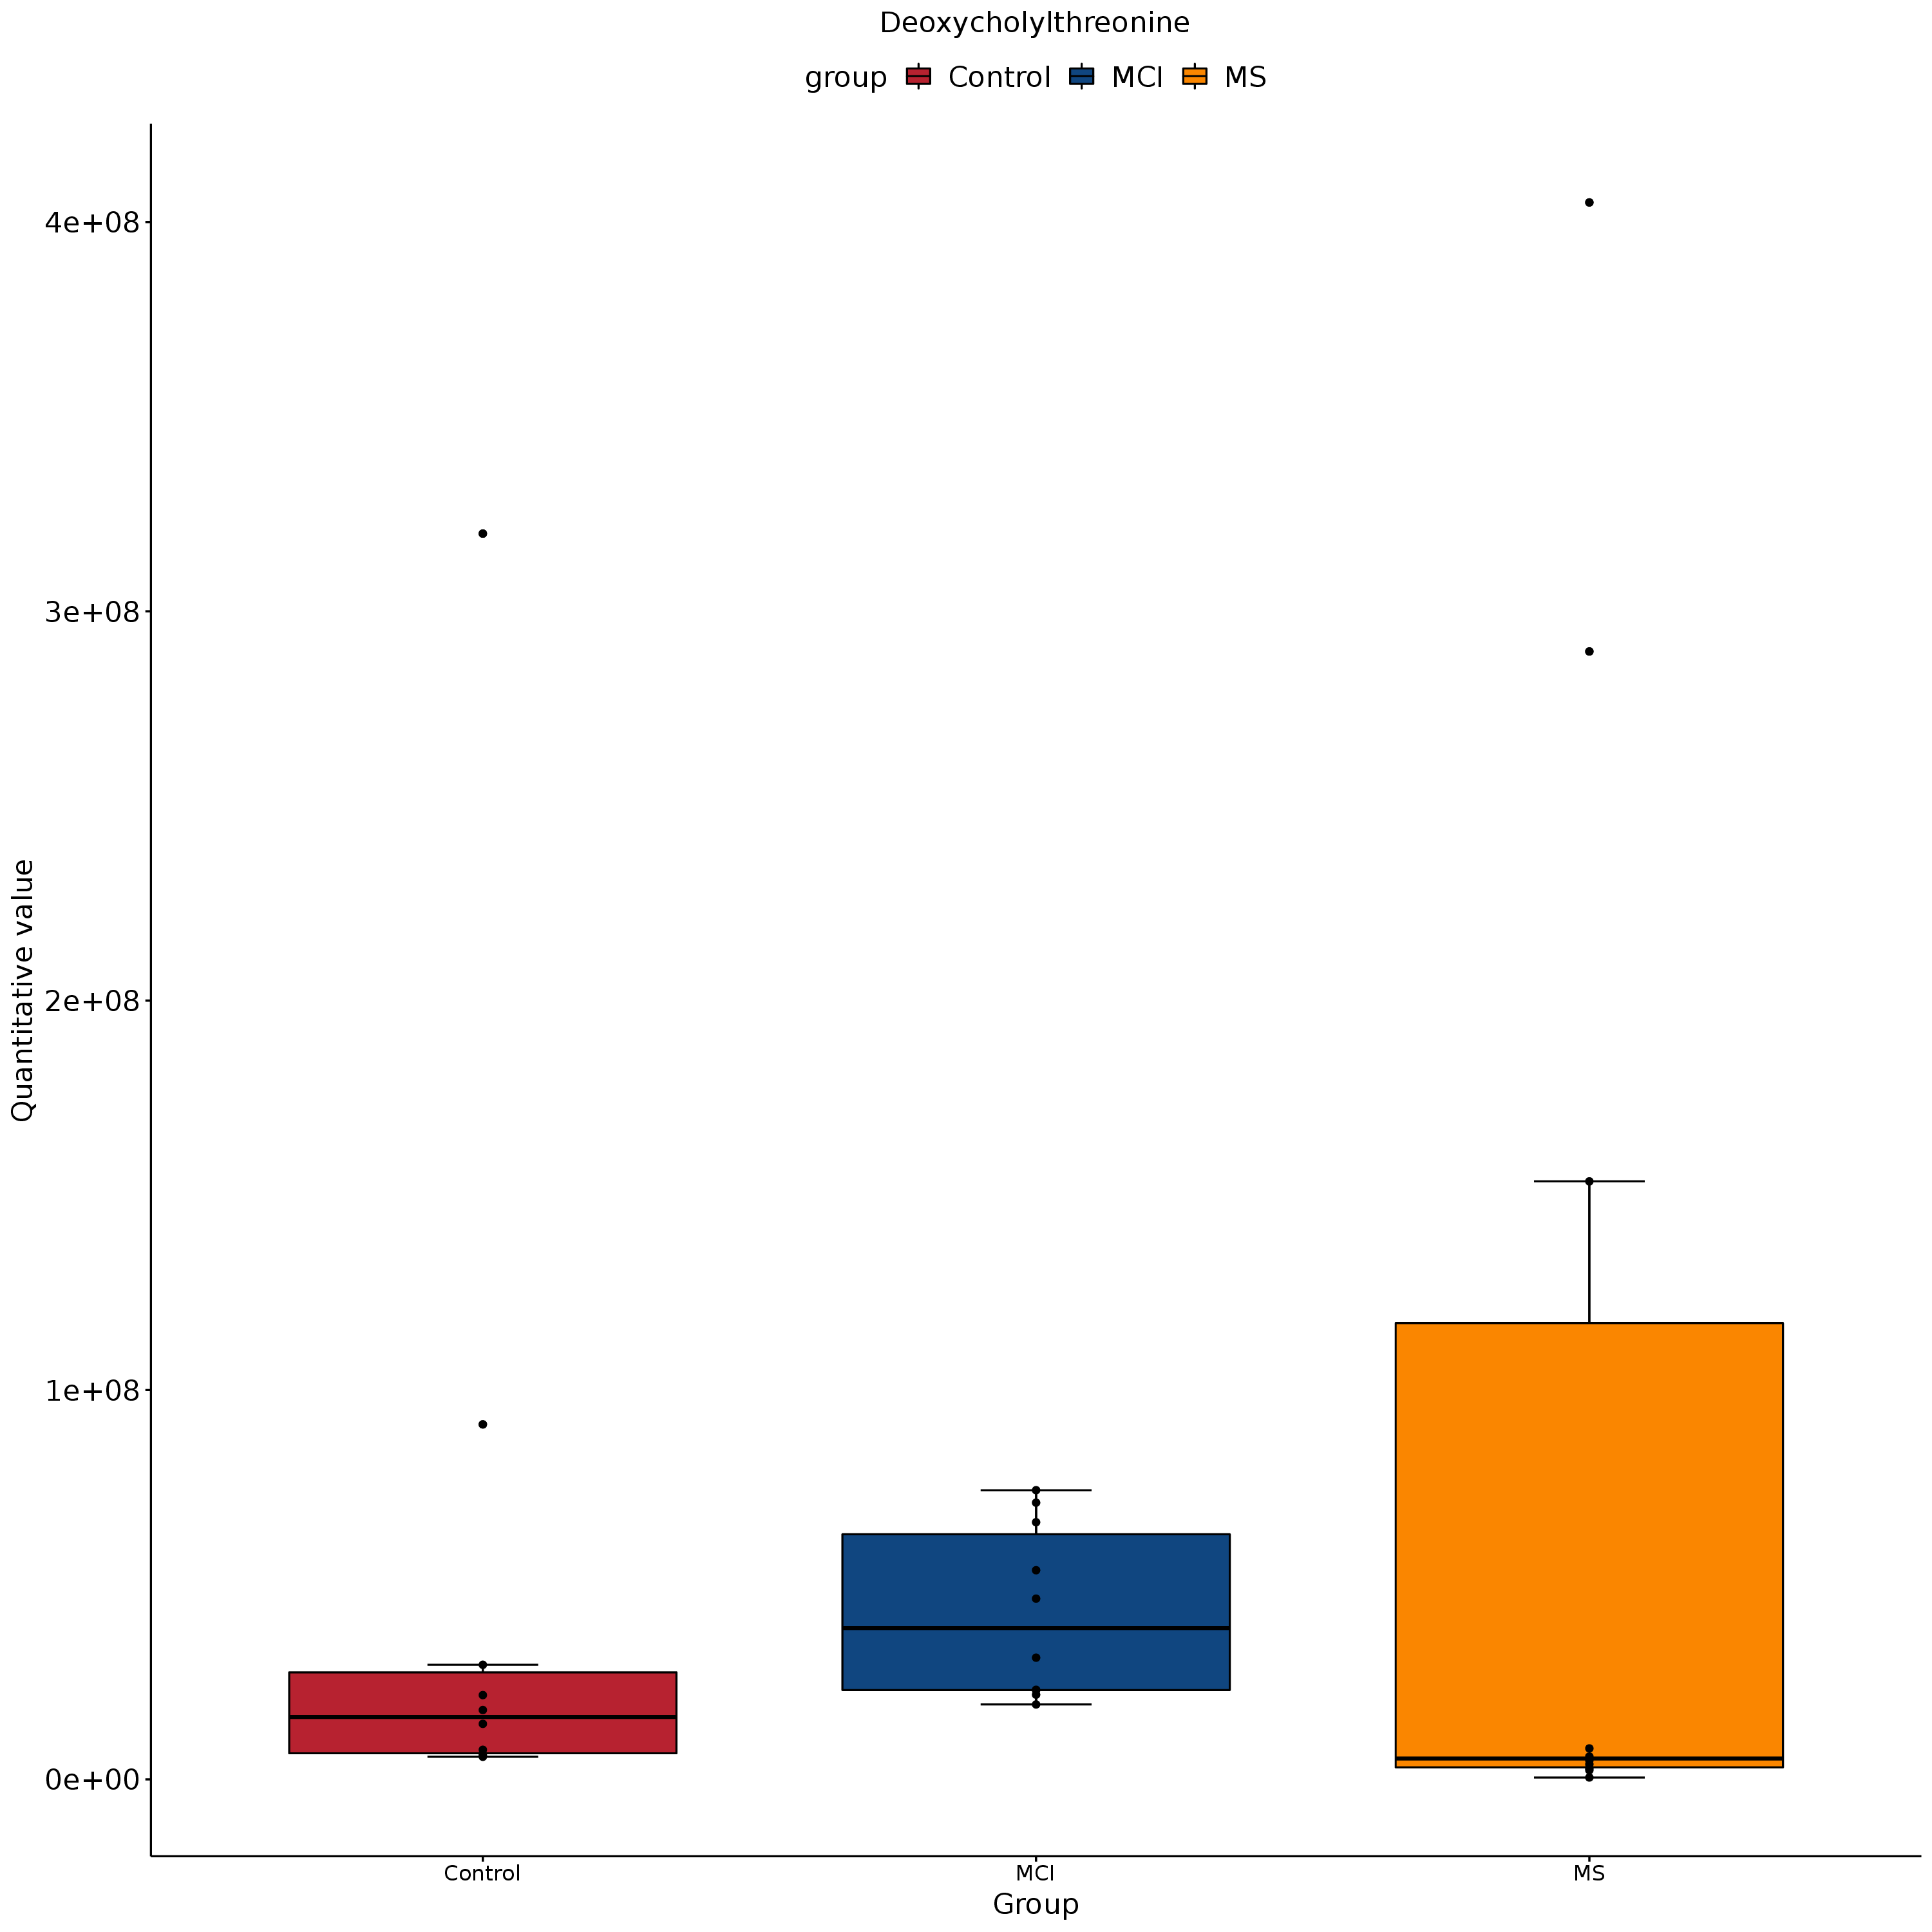 Deoxycholylthreonine
group Control MCI MS
Quantitative value
4e+08
3e+08
2e+08
1e+08
0e+00
Control MCI MS
Group